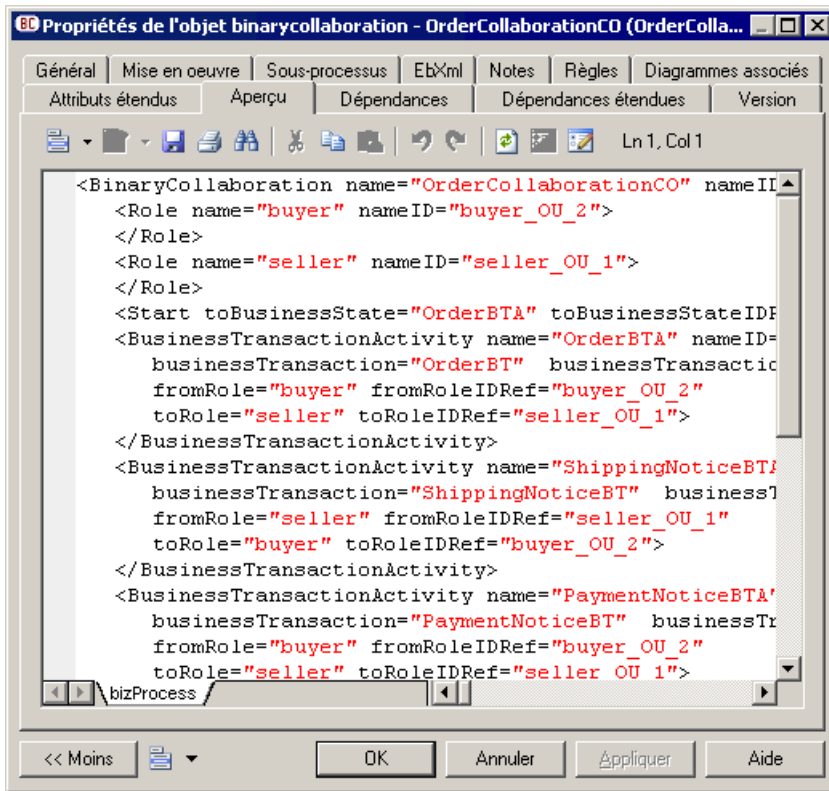 BC Propriétés de l'objet binarycollaboration - OrderCollaborationCO (OrderColla...
Général Mise en oeuvre Sous-processus EbXml Notes Règles Diagrammes associés
Attributs étendus Aperçu Dépendances Dépendances étendues Version
Ln 1, Col 1
<BinaryCollaboration name="OrderCollaborationCO" nameID
<Role name="buyer" nameID="buyer_OU_2">
</Role>
<Role name="seller" nameID="seller_OU_1">
</Role>
<Start toBusinessState="OrderBTA" toBusinessStateIDR
<BusinessTransactionActivity name="OrderBTA" nameID=
businessTransaction="OrderBT" businessTransactio
fromRole="buyer" fromRoleIDRef="buyer_OU_2"
toRole="seller" toRoleIDRef="seller_OU_1">
</BusinessTransactionActivity>
<BusinessTransactionActivity name="ShippingNoticeBTA
businessTransaction="ShippingNoticeBT" businessT
fromRole="seller" fromRoleIDRef="seller_OU_1"
toRole="buyer" toRoleIDRef="buyer_OU_2">
</BusinessTransactionActivity>
<BusinessTransactionActivity name="PaymentNoticeBTA"
businessTransaction="PaymentNoticeBT" businessTr
fromRole="buyer" fromRoleIDRef="buyer_OU_2"
toRole="seller" toRoleIDRef="seller_OU_1">
bizProcess
<< Moins OK Annuler Appliquer Aide